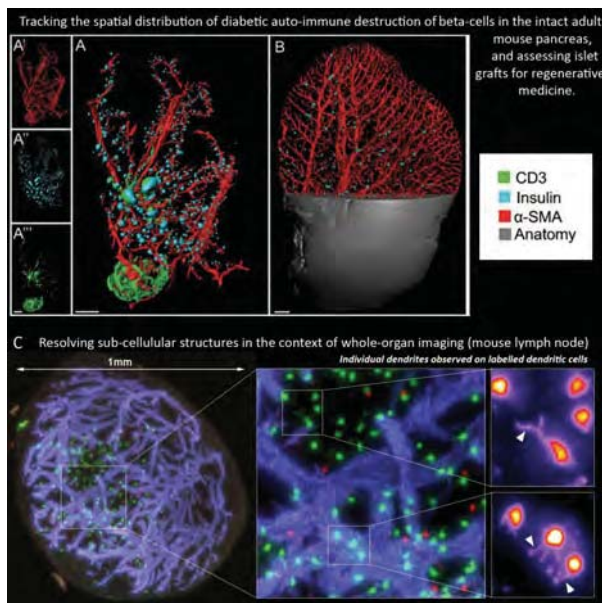 Tracking the spatial distribution of diabetic auto-immune destruction of beta-cells in the intact adult
mouse pancreas,
and assessing islet
grafts for regenerative
medicine.
A'
A
B
A''
A'''
CD3
Insulin
α-SMA
Anatomy
C Resolving sub-cellular structures in the context of whole-organ imaging (mouse lymph node)
Individual dendrites observed on labelled dendritic cells
1mm